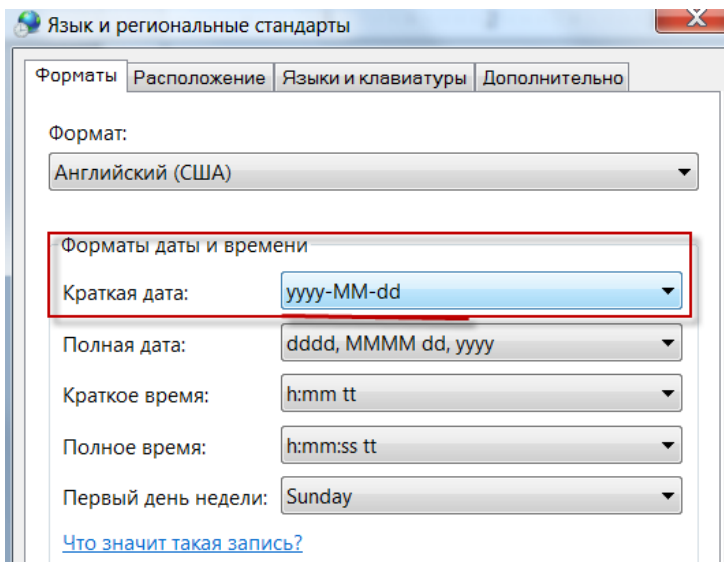 Язык и региональные стандарты
2
Форматы Расположение Языки и клавиатуры Дополнительно
Формат:
Английский (США)
Форматы даты и времени
Краткая дата: yyyy-MM-dd
Полная дата: dddd, MMMM dd, yyyy
Краткое время: h:mm tt
Полное время: h:mm:ss tt
Первый день недели: Sunday
Что значит такая запись?